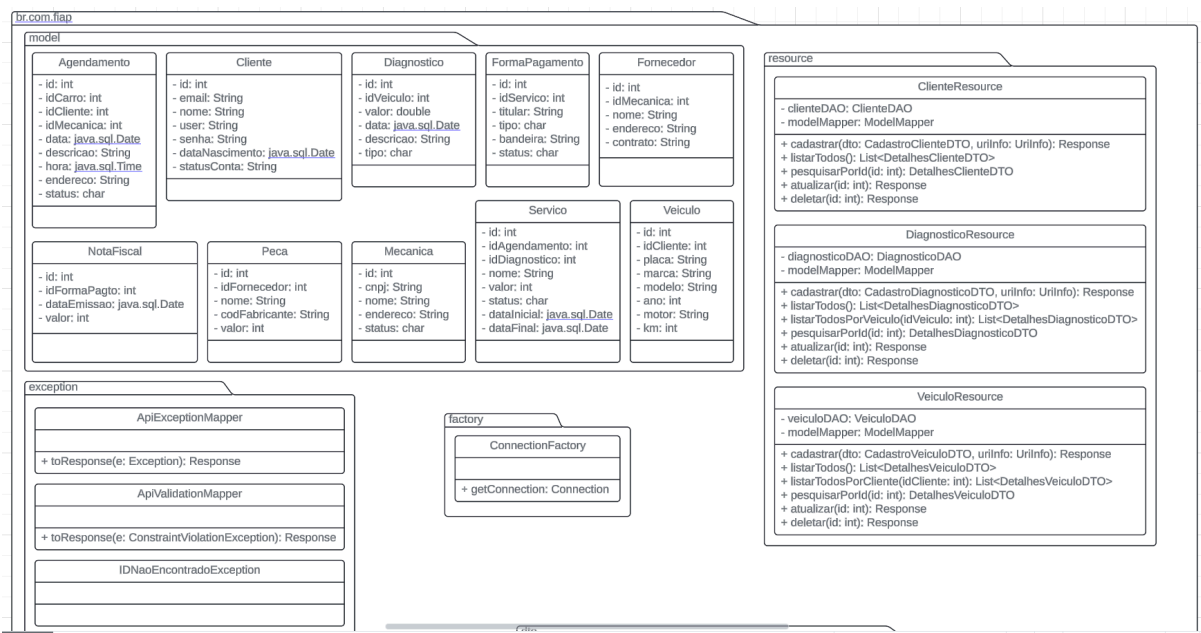 br.com.fiap
model
Agendamento
- id: int
- idCarro: int
- idCliente: int
- idMecanica: int
- data: java.sql.Date
- descricao: String
- hora: java.sql.Time
- endereco: String
- status: char
Cliente
- id: int
- email: String
- nome: String
- user: String
- senha: String
- dataNascimento: java.sql.Date
- statusConta: String
Diagnostico
- id: int
- idVeiculo: int
- valor: double
- data: java.sql.Date
- descricao: String
- tipo: char
FormaPagamento
- id: int
- idServico: int
- titular: String
- tipo: char
- bandeira: String
- status: char
Fornecedor
- id: int
- idMecanica: int
- nome: String
- endereco: String
- contrato: String
NotaFiscal
- id: int
- idFormaPagto: int
- dataEmissao: java.sql.Date
- valor: int
Peca
- id: int
- idFornecedor: int
- nome: String
- codFabricante: String
- valor: int
Mecanica
- id: int
- cnpj: String
- nome: String
- endereco: String
- status: char
Servico
- id: int
- idAgendamento: int
- idDiagnostico: int
- nome: String
- valor: int
- status: char
- dataInicial: java.sql.Date
- dataFinal: java.sql.Date
Veiculo
- id: int
- idCliente: int
- placa: String
- marca: String
- modelo: String
- ano: int
- motor: String
- km: int
resource
ClienteResource
- clienteDAO: ClienteDAO
- modelMapper: ModelMapper
+ cadastrar(dto: CadastroClienteDTO, uriInfo: UriInfo): Response
+ listarTodos(): List<DetalhesClienteDTO>
+ pesquisarPorId(id: int): DetalhesClienteDTO
+ atualizar(id: int): Response
+ deletar(id: int): Response
DiagnosticoResource
- diagnosticoDAO: DiagnosticoDAO
- modelMapper: ModelMapper
+ cadastrar(dto: CadastroDiagnosticoDTO, uriInfo: UriInfo): Response
+ listarTodos(): List<DetalhesDiagnosticoDTO>
+ listarTodosPorVeiculo(idVeiculo: int): List<DetalhesDiagnosticoDTO>
+ pesquisarPorId(id: int): DetalhesDiagnosticoDTO
+ atualizar(id: int): Response
+ deletar(id: int): Response
VeiculoResource
- veiculoDAO: VeiculoDAO
- modelMapper: ModelMapper
+ cadastrar(dto: CadastroVeiculoDTO, uriInfo: UriInfo): Response
+ listarTodos(): List<DetalhesVeiculoDTO>
+ listarTodosPorCliente(idCliente: int): List<DetalhesVeiculoDTO>
+ pesquisarPorId(id: int): DetalhesVeiculoDTO
+ atualizar(id: int): Response
+ deletar(id: int): Response
exception
ApiExceptionMapper
+ toResponse(e: Exception): Response
ApiValidationMapper
+ toResponse(e: ConstraintViolationException): Response
IDNaoEncontradoException
factory
ConnectionFactory
+ getConnection: Connection